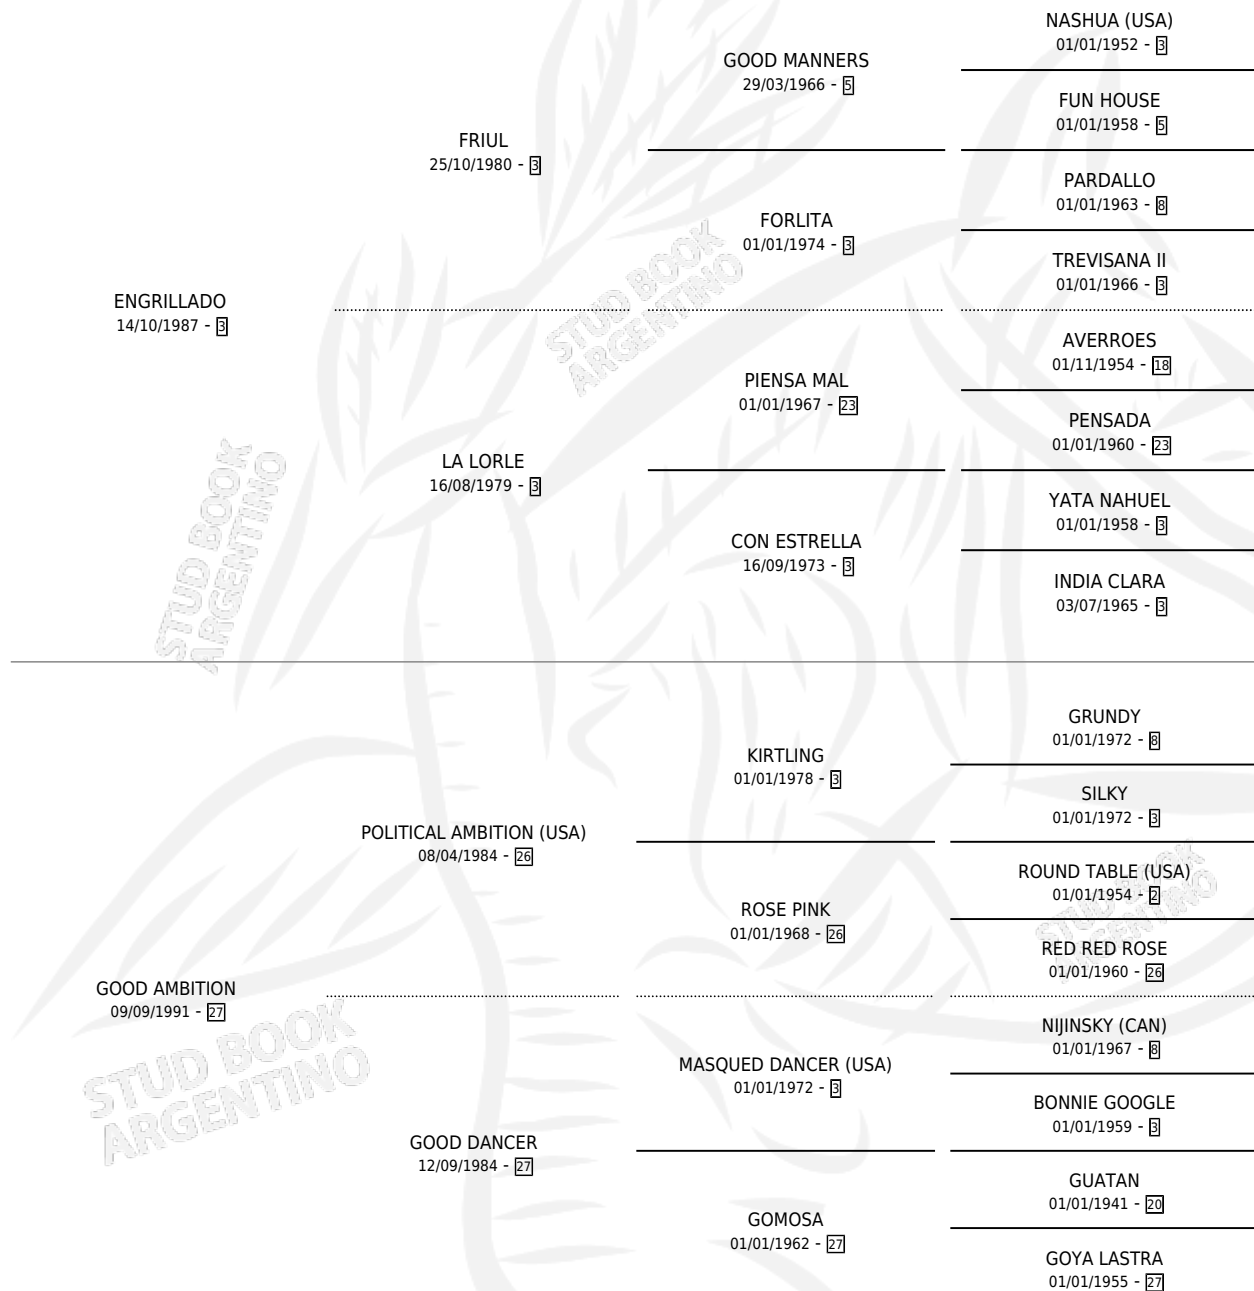 NASHUA (USA)
01/01/1952 - 3
GOOD MANNERS
29/03/1966 - 5
FUN HOUSE
01/01/1958 - 5
FRIUL
25/10/1980 - 3
PARDALLO
01/01/1963 - 8
FORLITA
01/01/1974 - 3
TREVISANA II
01/01/1966 - 3
ENGRILLADO
14/10/1987 - 3
AVERROES
01/11/1954 - 18
PIENSA MAL
01/01/1967 - 23
PENSADA
01/01/1960 - 23
LA LORLE
16/08/1979 - 3
YATA NAHUEL
01/01/1958 - 3
CON ESTRELLA
16/09/1973 - 3
INDIA CLARA
03/07/1965 - 3
STUD BOOK
ARGENTINO
STUD BOOK
ARGENTINO
GRUNDY
01/01/1972 - 8
KIRTLING
01/01/1978 - 3
SILKY
01/01/1972 - 3
POLITICAL AMBITION (USA)
08/04/1984 - 26
ROUND TABLE (USA)
01/01/1954 - 2
ROSE PINK
01/01/1968 - 26
RED RED ROSE
01/01/1960 - 26
GOOD AMBITION
09/09/1991 - 27
NIJINSKY (CAN)
01/01/1967 - 8
MASQUED DANCER (USA)
01/01/1972 - 3
BONNIE GOOGLE
01/01/1959 - 3
GOOD DANCER
12/09/1984 - 27
GUATAN
01/01/1941 - 20
GOMOSA
01/01/1962 - 27
GOYA LASTRA
01/01/1955 - 27
STUD BOOK
ARGENTINO
STUD BOOK
ARGENTINO